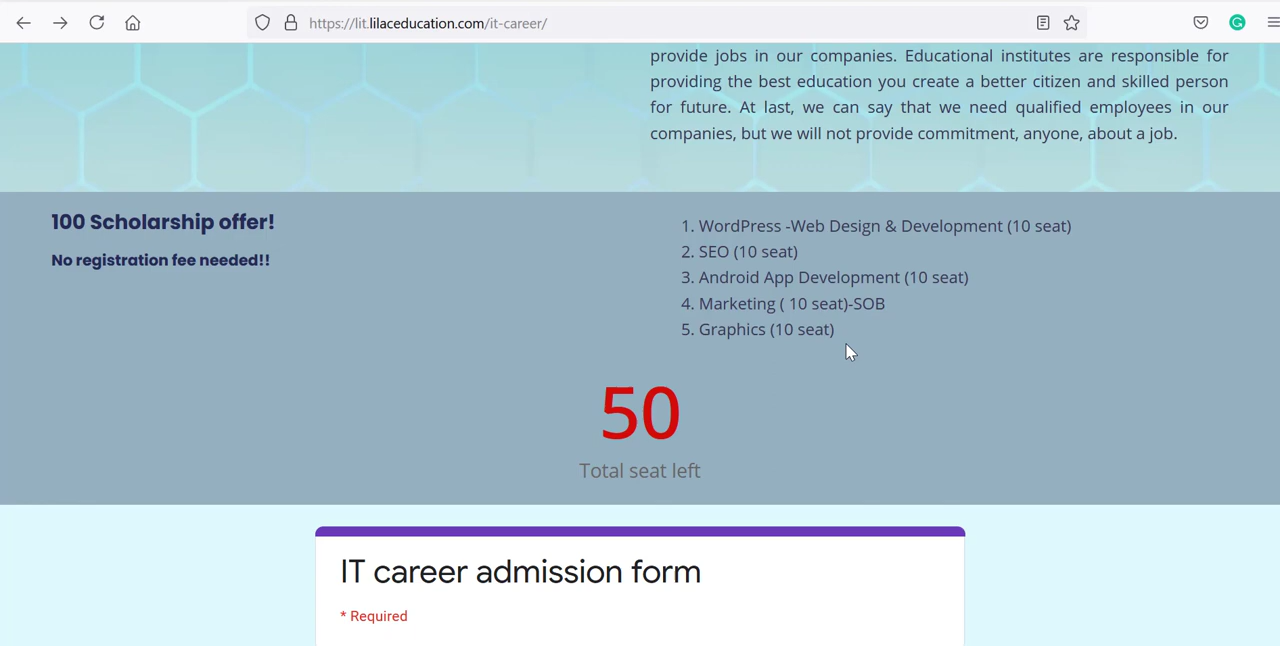 https://lit.lilaceducation.com/it-career/
provide jobs in our companies. Educational institutes are responsible for
providing the best education you create a better citizen and skilled person
for future. At last, we can say that we need qualified employees in our
companies, but we will not provide commitment, anyone, about a job.
100 Scholarship offer!
No registration fee needed!!
1. WordPress -Web Design & Development (10 seat)
2. SEO (10 seat)
3. Android App Development (10 seat)
4. Marketing ( 10 seat)-SOB
5. Graphics (10 seat)
50
Total seat left
IT career admission form
* Required